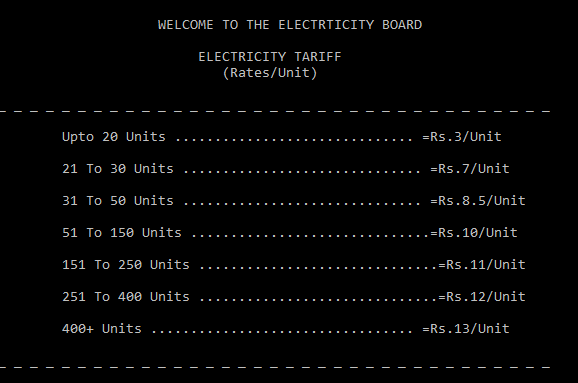 WELCOME TO THE ELECTRTICITY BOARD
ELECTRICITY TARIFF
(Rates/Unit)
_ _ _ _ _ _ _ _ _ _ _ _ _ _ _ _ _ _ _ _ _ _ _ _ _ _ _ _ _ _ _ _ _ _ _
Upto 20 Units .............................. =Rs.3/Unit
21 To 30 Units .............................. =Rs.7/Unit
31 To 50 Units .............................. =Rs.8.5/Unit
51 To 150 Units ..............................=Rs.10/Unit
151 To 250 Units ..............................=Rs.11/Unit
251 To 400 Units ..............................=Rs.12/Unit
400+ Units ................................. =Rs.13/Unit
_ _ _ _ _ _ _ _ _ _ _ _ _ _ _ _ _ _ _ _ _ _ _ _ _ _ _ _ _ _ _ _ _ _ _